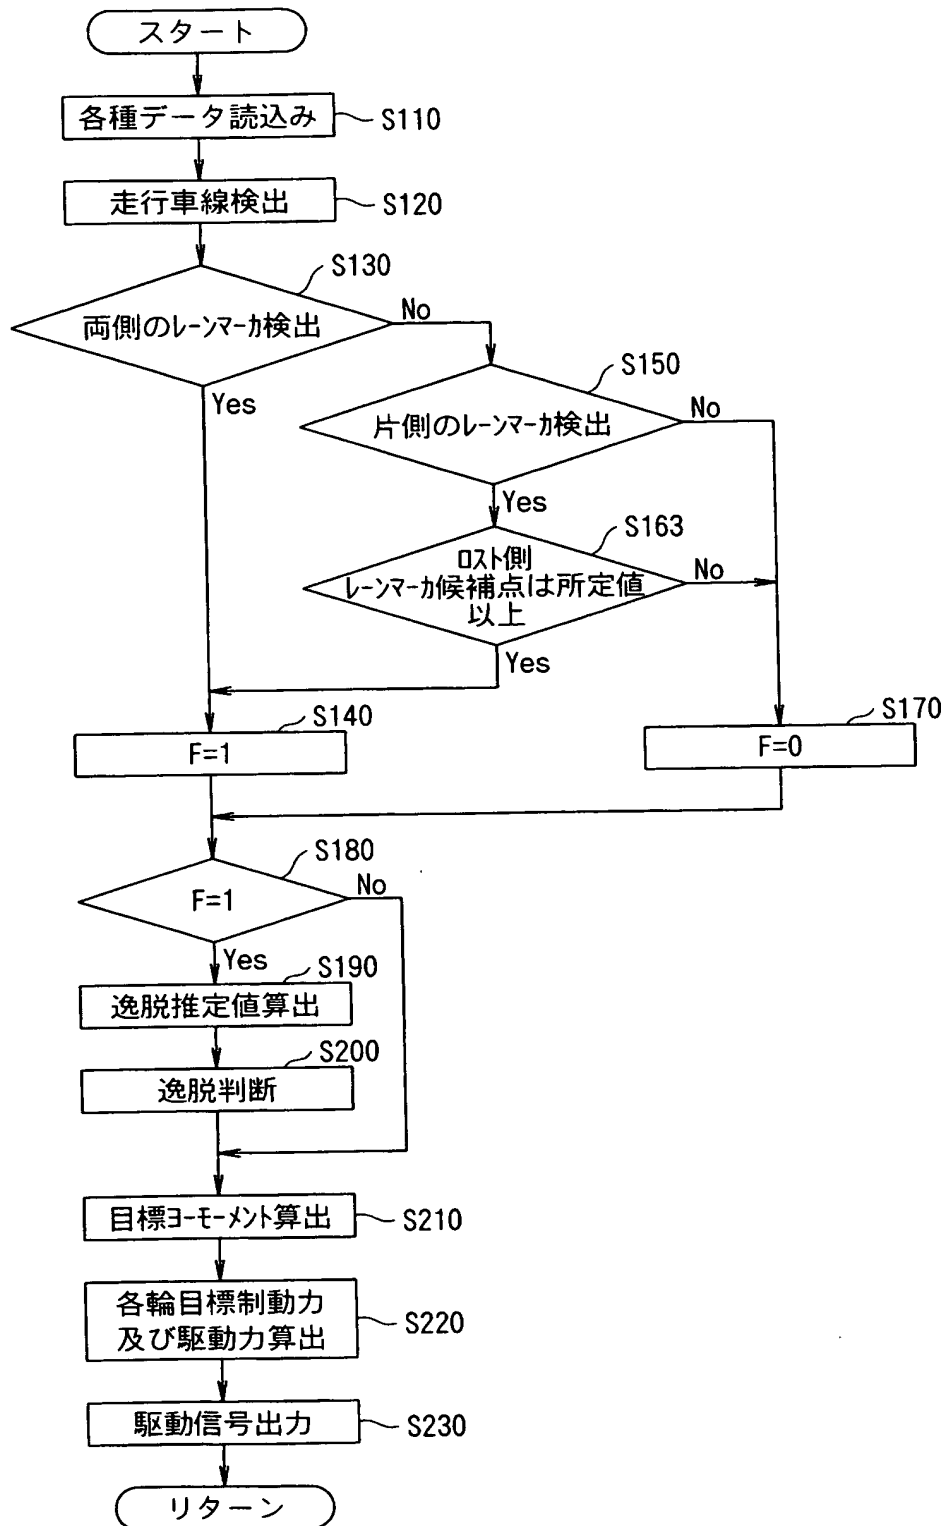 スタート
各種データ読込み
S110
走行車線検出
S120
S130
両側のﾚｰﾝﾏｰｶ検出
No
Yes
S150
片側のﾚｰﾝﾏｰｶ検出
No
Yes
S163
ﾛｽﾄ側
ﾚｰﾝﾏｰｶ候補点は所定値
以上
No
Yes
S140
F=1
S170
F=0
S180
F=1
No
Yes
S190
逸脱推定値算出
S200
逸脱判断
目標ﾖｰﾓｰﾒﾝﾄ算出
S210
各輪目標制動力
及び駆動力算出
S220
駆動信号出力
S230
リターン